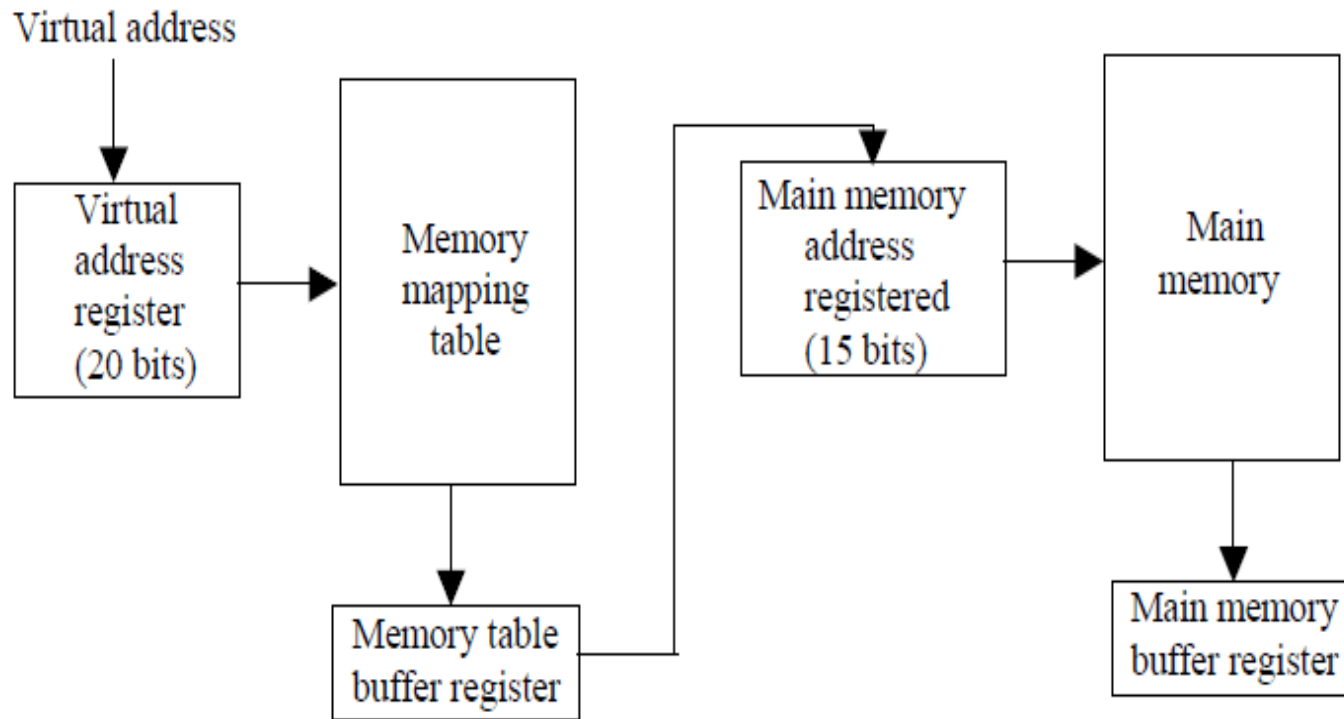 Virtual address
Virtual
address
register
(20 bits)
Memory
mapping
table
Memory table
buffer register
Main memory
address
registered
(15 bits)
Main
memory
Main memory
buffer register